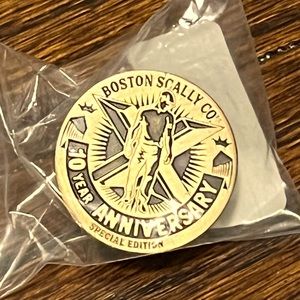 BOSTON SCALLY CO
10 YEAR
ANNIVERSARY
SPECIAL EDITION